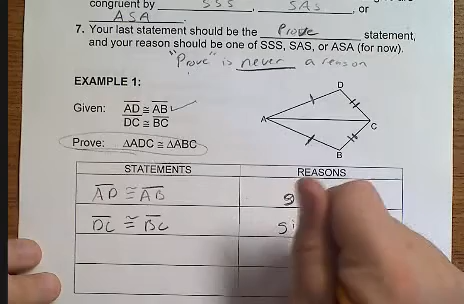 congruent by SSS, SAS, or
ASA
7. Your last statement should be the Prove statement,
and your reason should be one of SSS, SAS, or ASA (for now).
"Prove" is never a reason
EXAMPLE 1:
Given: AD ≅ AB
DC ≅ BC
Prove: ΔADC ≅ ΔABC
D
A
C
B
STATEMENTS REASONS
AD ≅ AB
DC ≅ BC